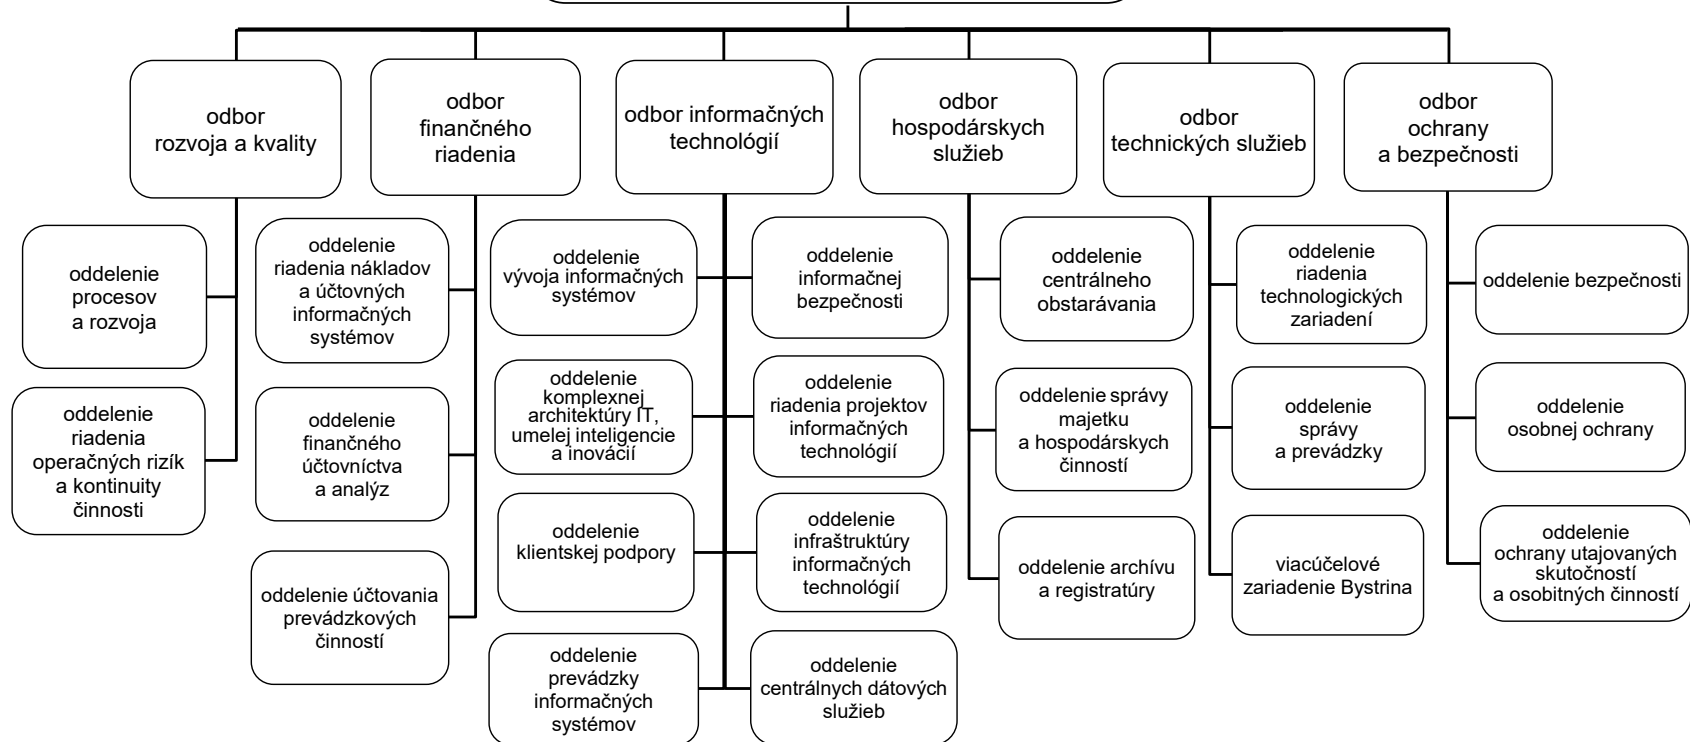 odbor
rozvoja a kvality
odbor
finančného
riadenia
odbor informačných
technológií
odbor
hospodárskych
služieb
odbor
technických služieb
odbor
ochrany
a bezpečnosti
oddelenie
procesov
a rozvoja
oddelenie
riadenia
operačných rizík
a kontinuity
činnosti
oddelenie
riadenia nákladov
a účtovných
informačných
systémov
oddelenie
finančného
účtovníctva
a analýz
oddelenie účtovania
prevádzkových
činností
oddelenie
vývoja informačných
systémov
oddelenie
komplexnej
architektúry IT,
umelej inteligencie
a inovácií
oddelenie
klientskej podpory
oddelenie
prevádzky
informačných
systémov
oddelenie
informačnej
bezpečnosti
oddelenie
riadenia projektov
informačných
technológií
oddelenie
infraštruktúry
informačných
technológií
oddelenie
centrálnych dátových
služieb
oddelenie
centrálneho
obstarávania
oddelenie správy
majetku
a hospodárskych
činností
oddelenie archívu
a registratúry
oddelenie
riadenia
technologických
zariadení
oddelenie
správy
a prevádzky
viacúčelové
zariadenie Bystrina
oddelenie bezpečnosti
oddelenie
osobnej ochrany
oddelenie
ochrany utajovaných
skutočností
a osobitných činností